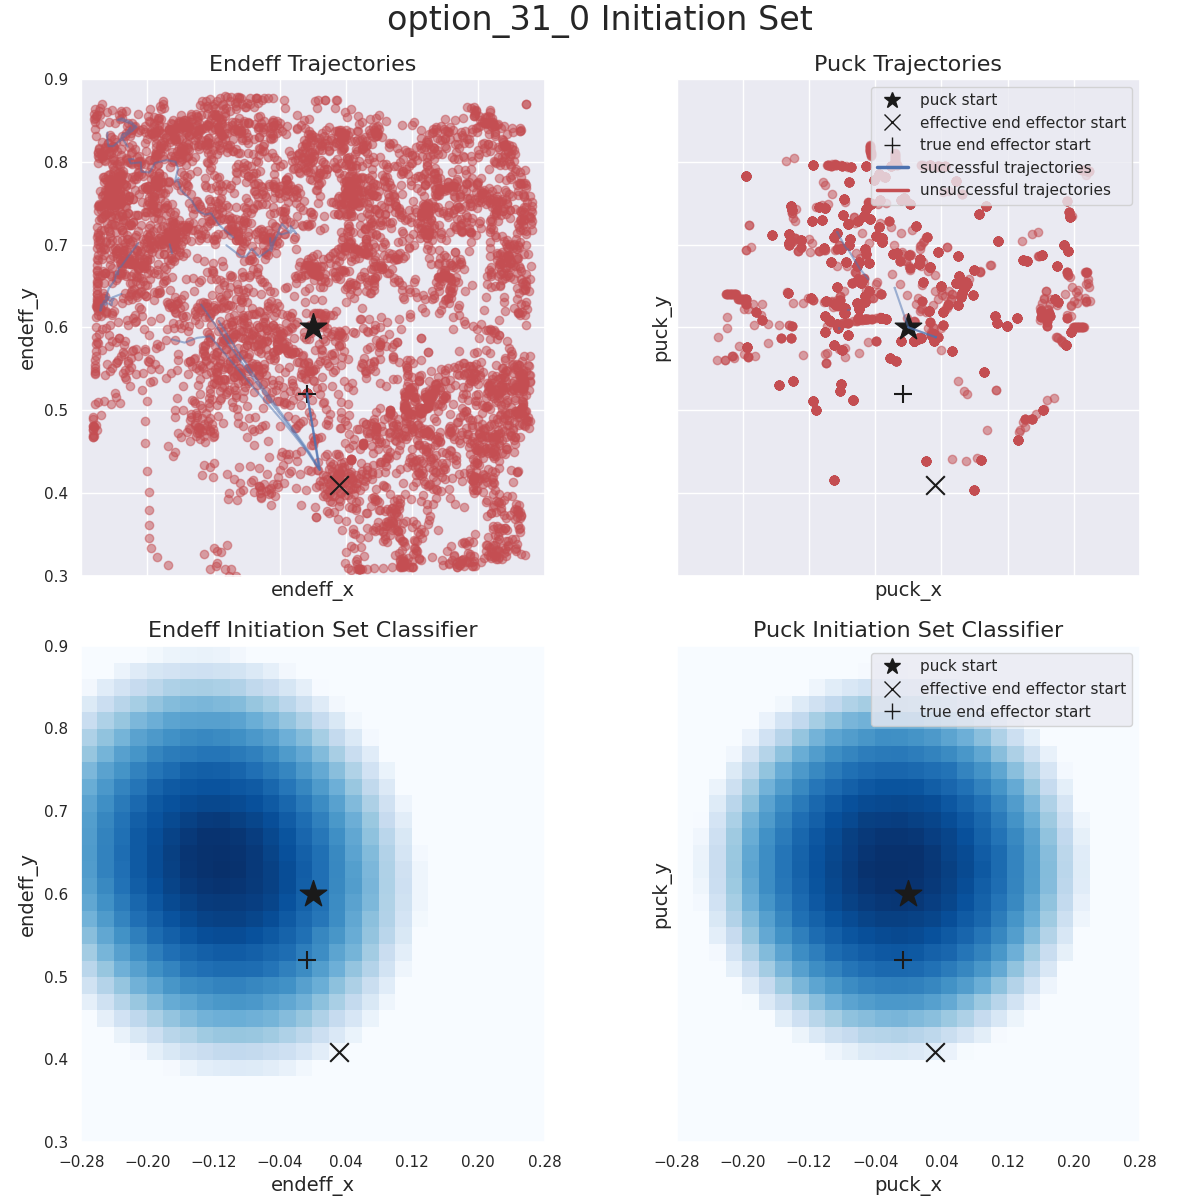 option_31_0 Initiation Set
Endeff Trajectories
Puck Trajectories
0.9
0.8
0.7
0.6
0.5
0.4
0.3
endeff_y
endeff_x
puck_y
puck_x
puck start
effective end effector start
true end effector start
successful trajectories
unsuccessful trajectories
Endeff Initiation Set Classifier
Puck Initiation Set Classifier
0.9
0.8
0.7
0.6
0.5
0.4
0.3
endeff_y
−0.28 −0.20 −0.12 −0.04 0.04 0.12 0.20 0.28
endeff_x
puck_y
puck start
effective end effector start
true end effector start
−0.28 −0.20 −0.12 −0.04 0.04 0.12 0.20 0.28
puck_x